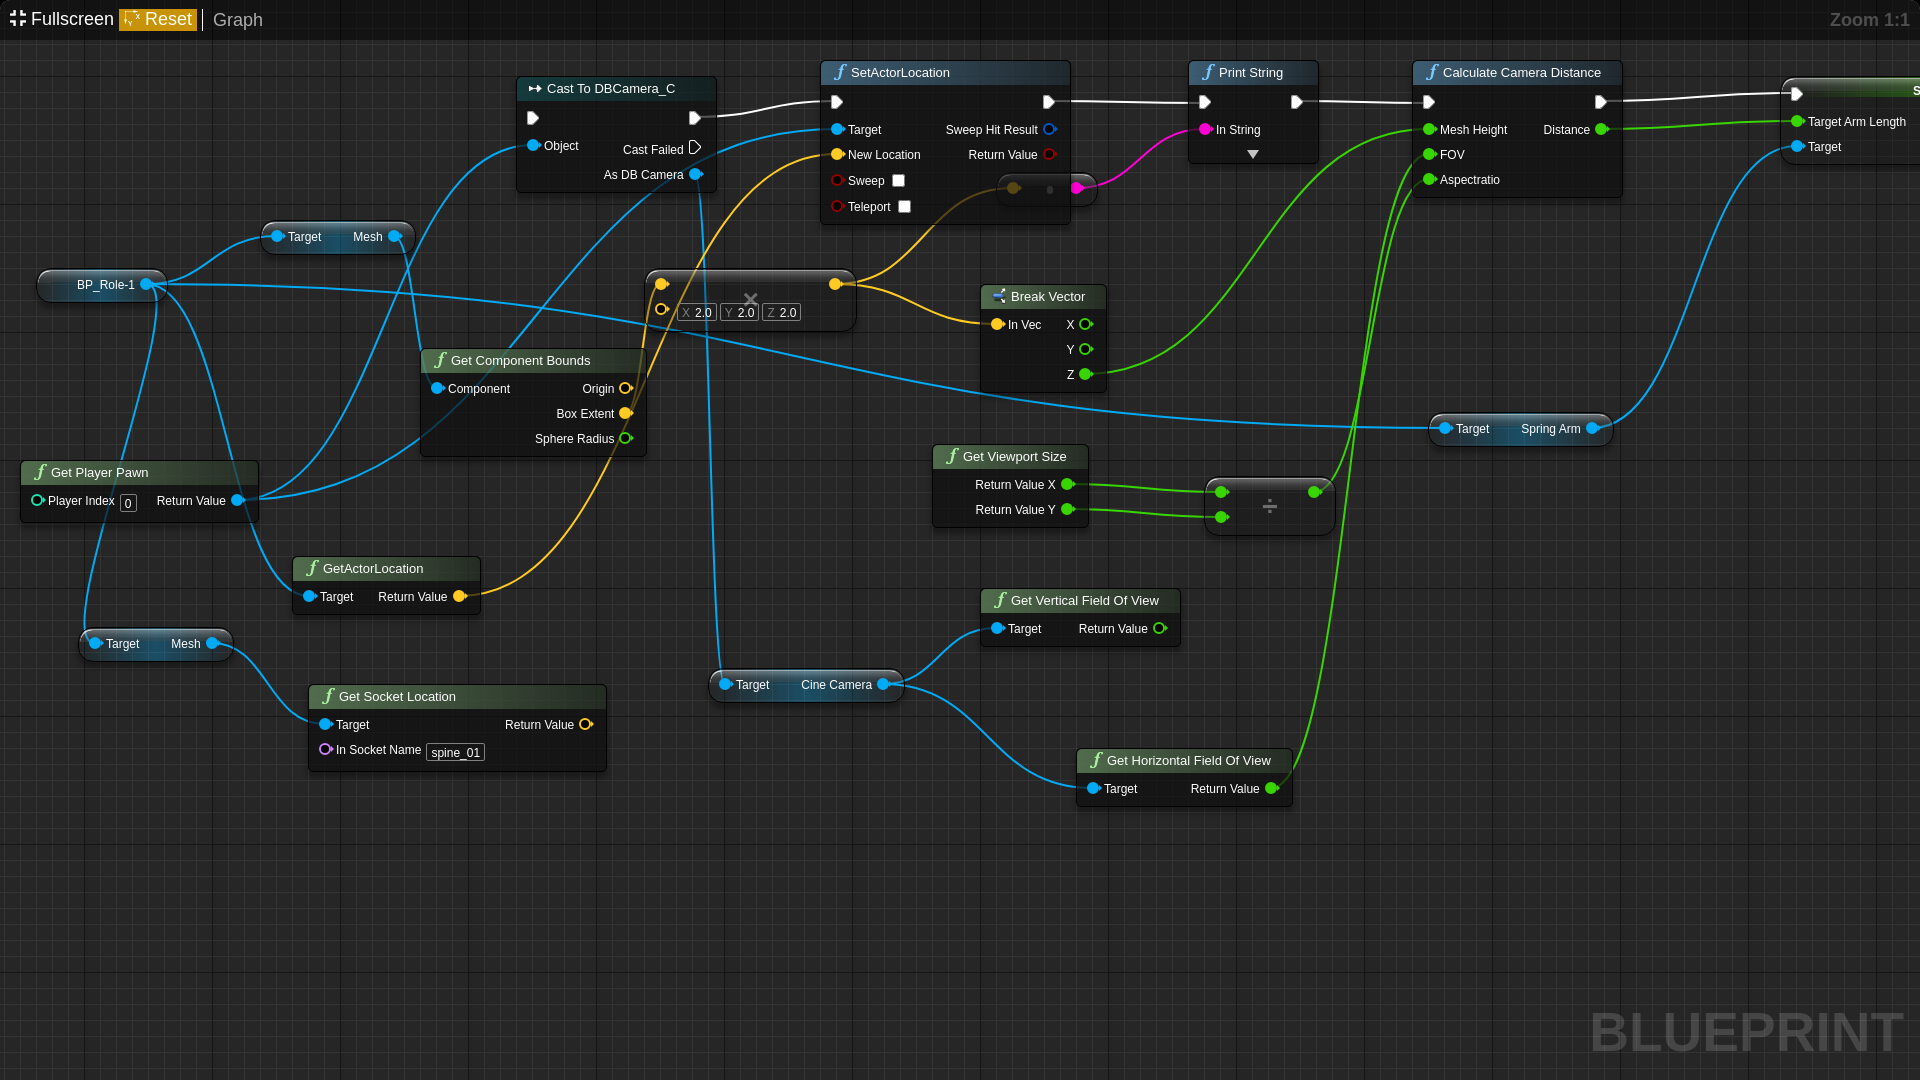 Fullscreen Reset Graph
Zoom 1:1
Cast To DBCamera_C
Object
Cast Failed
As DB Camera
SetActorLocation
Target Sweep Hit Result
New Location Return Value
Sweep
Teleport
Print String
In String
Calculate Camera Distance
Mesh Height Distance
FOV
Aspectratio
S
Target Arm Length
Target
Target Mesh
BP_Role-1
X 2.0 Y 2.0 Z 2.0
Break Vector
In Vec X
Y
Z
Get Component Bounds
Component Origin
Box Extent
Sphere Radius
Target Spring Arm
Get Player Pawn
Player Index 0 Return Value
Get Viewport Size
Return Value X
Return Value Y
÷
GetActorLocation
Target Return Value
Get Vertical Field Of View
Target Return Value
Target Mesh
Get Socket Location
Target Return Value
In Socket Name spine_01
Target Cine Camera
Get Horizontal Field Of View
Target Return Value
BLUEPRINT